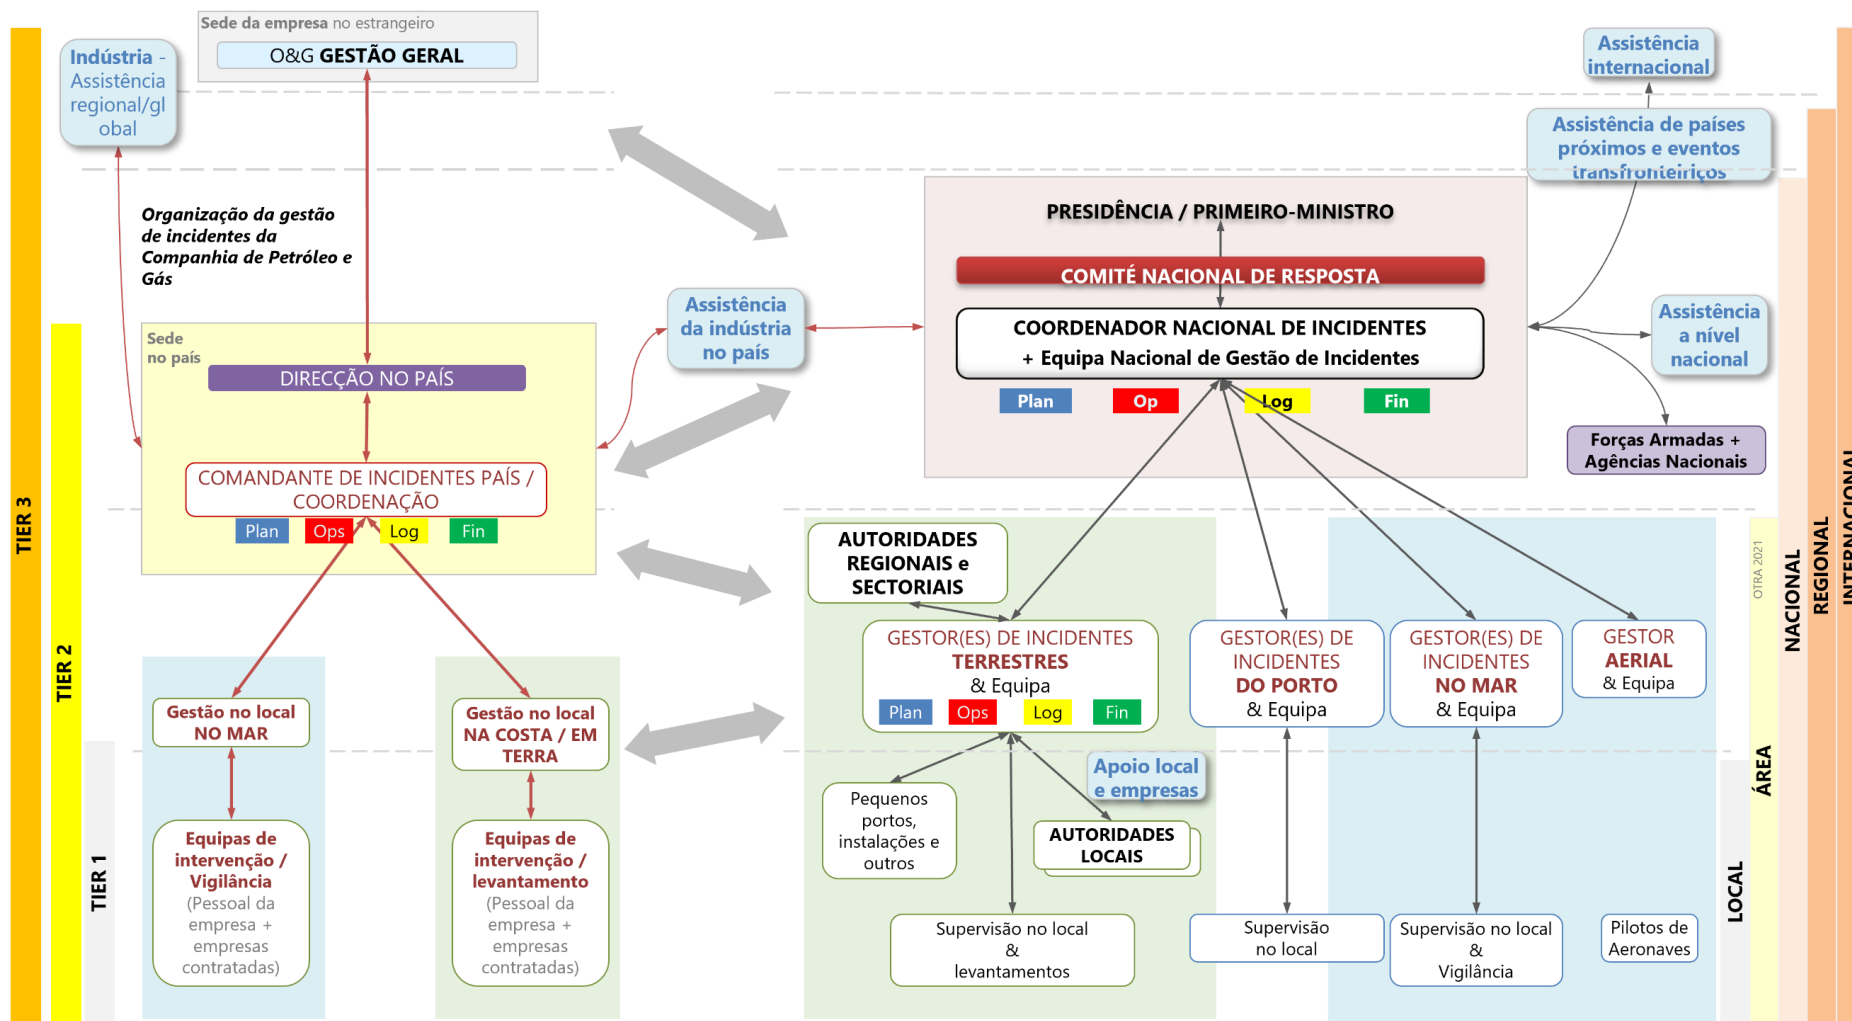 Sede da empresa no estrangeiro
O&G GESTÃO GERAL
Indústria -
Assistência
regional/gl
obal
Organização da gestão
de incidentes da
Companhia de Petróleo e
Gás
Sede
no país
DIRECÇÃO NO PAÍS
COMANDANTE DE INCIDENTES PAÍS /
COORDENAÇÃO
Plan
Ops
Log
Fin
Gestão no local
NO MAR
Equipas de
intervenção /
Vigilância
(Pessoal da
empresa +
empresas
contratadas)
Gestão no local
NA COSTA / EM
TERRA
Equipas de
intervenção /
levantamento
(Pessoal da
empresa +
empresas
contratadas)
TIER 3
TIER 2
TIER 1
Assistência
da indústria
no país
PRESIDÊNCIA / PRIMEIRO-MINISTRO
COMITÉ NACIONAL DE RESPOSTA
COORDENADOR NACIONAL DE INCIDENTES
+ Equipa Nacional de Gestão de Incidentes
Plan
Op
Log
Fin
Assistência
internacional
Assistência de países
próximos e eventos
transfronteiriços
Assistência
a nível
nacional
Forças Armadas +
Agências Nacionais
AUTORIDADES
REGIONAIS e
SECTORIAIS
GESTOR(ES) DE INCIDENTES
TERRESTRES
& Equipa
Plan
Ops
Log
Fin
GESTOR(ES) DE
INCIDENTES
DO PORTO
& Equipa
GESTOR(ES) DE
INCIDENTES
NO MAR
& Equipa
GESTOR
AERIAL
& Equipa
Apoio local
e empresas
Pequenos
portos,
instalações e
outros
AUTORIDADES
LOCAIS
Supervisão no local
&
levantamentos
Supervisão
no local
Supervisão no local
&
Vigilância
Pilotos de
Aeronaves
OTRA 2021
LOCAL
ÁREA
NACIONAL
REGIONAL
INTERNACIONAL